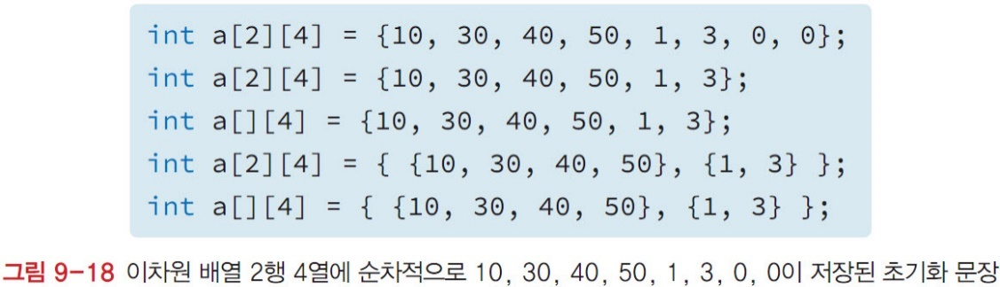 int a[2][4] = {10, 30, 40, 50, 1, 3, 0, 0};
int a[2][4] = {10, 30, 40, 50, 1, 3};
int a[][4] = {10, 30, 40, 50, 1, 3};
int a[2][4] = { {10, 30, 40, 50}, {1, 3} };
int a[][4] = { {10, 30, 40, 50}, {1, 3} };
그림 9-18 이차원 배열 2행 4열에 순차적으로 10, 30, 40, 50, 1, 3, 0, 0이 저장된 초기화 문장